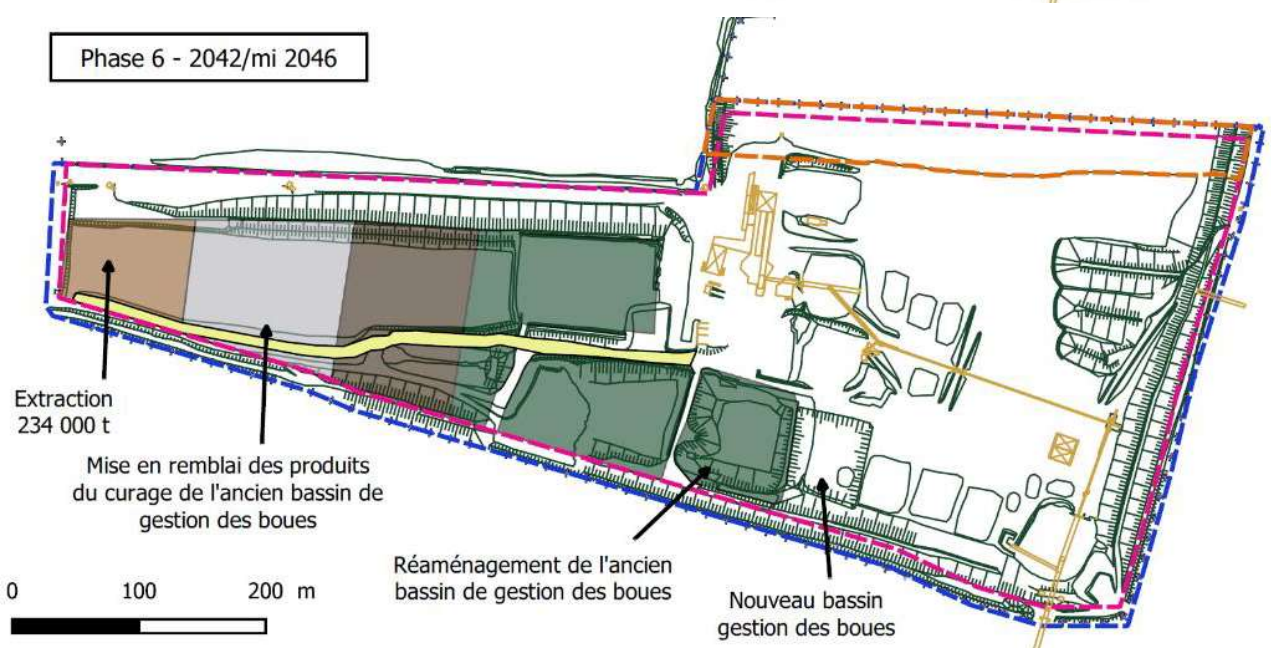 Phase 6 - 2042/mi 2046
Extraction
234 000 t
Mise en remblai des produits
du curage de l'ancien bassin de
gestion des boues
Réaménagement de l'ancien
bassin de gestion des boues
Nouveau bassin
gestion des boues
0 100 200 m